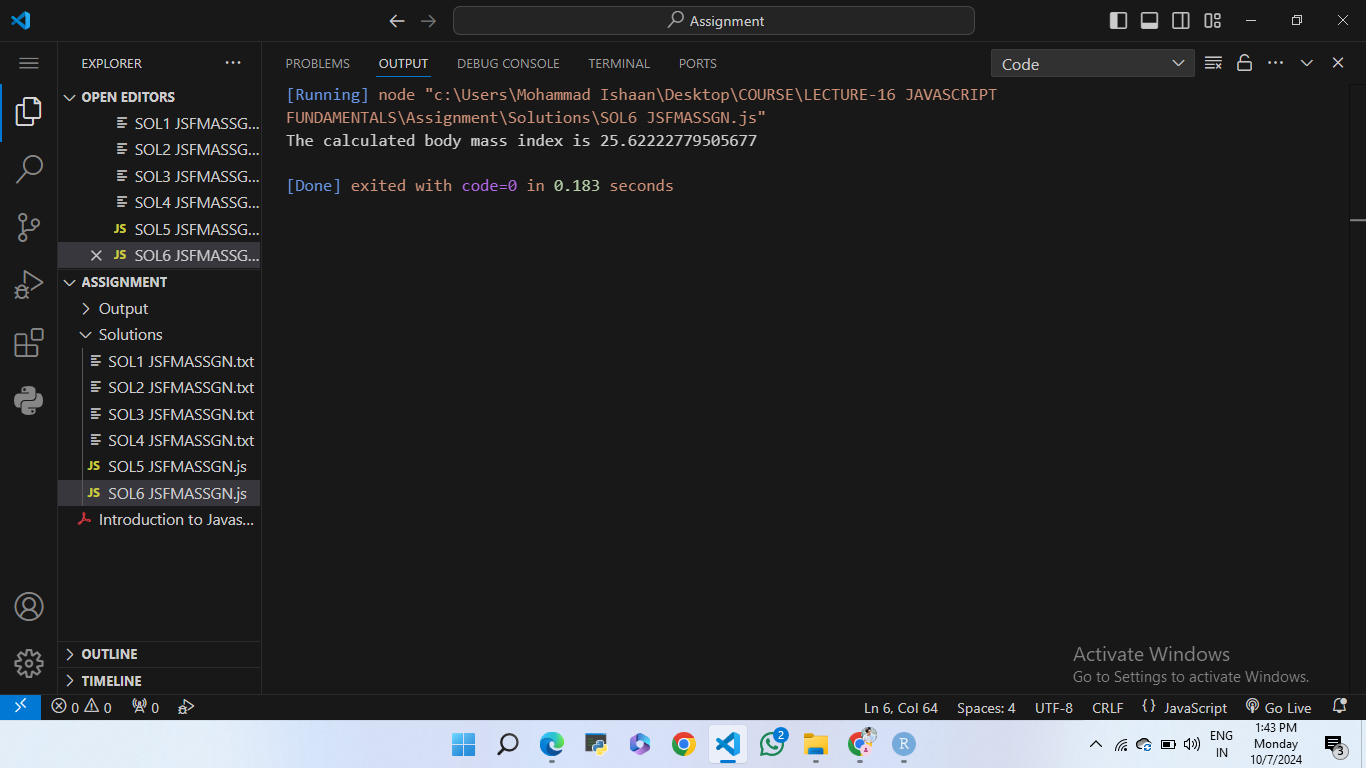 Assignment
EXPLORER
OPEN EDITORS
SOL1 JSFMASSG...
SOL2 JSFMASSG...
SOL3 JSFMASSG...
SOL4 JSFMASSG...
JS SOL5 JSFMASSG...
JS SOL6 JSFMASSG...
ASSIGNMENT
Output
Solutions
SOL1 JSFMASSGN.txt
SOL2 JSFMASSGN.txt
SOL3 JSFMASSGN.txt
SOL4 JSFMASSGN.txt
JS SOL5 JSFMASSGN.js
JS SOL6 JSFMASSGN.js
Introduction to Javas...
OUTLINE
TIMELINE
PROBLEMS OUTPUT DEBUG CONSOLE TERMINAL PORTS Code
[Running] node "c:\Users\Mohammad Ishaan\Desktop\COURSE\LECTURE-16 JAVASCRIPT
FUNDAMENTALS\Assignment\Solutions\SOL6 JSFMASSGN.js"
The calculated body mass index is 25.62222779505677
[Done] exited with code=0 in 0.183 seconds
Activate Windows
Go to Settings to activate Windows.
0 0 0 Ln 6, Col 64 Spaces: 4 UTF-8 CRLF {} JavaScript Go Live
2 R ENG
IN
1:43 PM
Monday
10/7/2024
3